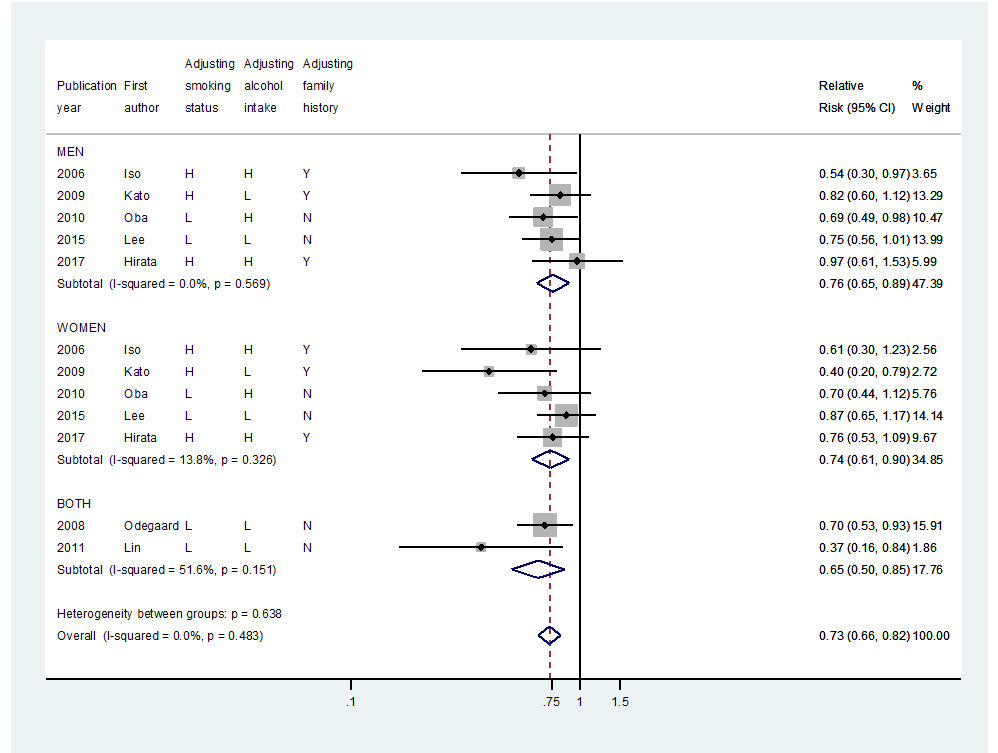 Adjusting Adjusting Adjusting
Publication First smoking alcohol family Relative %
year author status intake history Risk (95% CI) Weight
MEN
2006 Iso H H Y 0.54 (0.30, 0.97) 3.65
2009 Kato H L Y 0.82 (0.60, 1.12) 13.29
2010 Oba L H N 0.69 (0.49, 0.98) 10.47
2015 Lee L L N 0.75 (0.56, 1.01) 13.99
2017 Hirata H H Y 0.97 (0.61, 1.53) 5.99
Subtotal (I-squared = 0.0%, p = 0.569) 0.76 (0.65, 0.89) 47.39
WOMEN
2006 Iso H H Y 0.61 (0.30, 1.23) 2.56
2009 Kato H L Y 0.40 (0.20, 0.79) 2.72
2010 Oba L H N 0.70 (0.44, 1.12) 5.76
2015 Lee L L N 0.87 (0.65, 1.17) 14.14
2017 Hirata H H Y 0.76 (0.53, 1.09) 9.67
Subtotal (I-squared = 13.8%, p = 0.326) 0.74 (0.61, 0.90) 34.85
BOTH
2008 Odegaard L L N 0.70 (0.53, 0.93) 15.91
2011 Lin L L N 0.37 (0.16, 0.84) 1.86
Subtotal (I-squared = 51.6%, p = 0.151) 0.65 (0.50, 0.85) 17.76
Heterogeneity between groups: p = 0.638
Overall (I-squared = 0.0%, p = 0.483) 0.73 (0.66, 0.82) 100.00
.1 .75 1 1.5